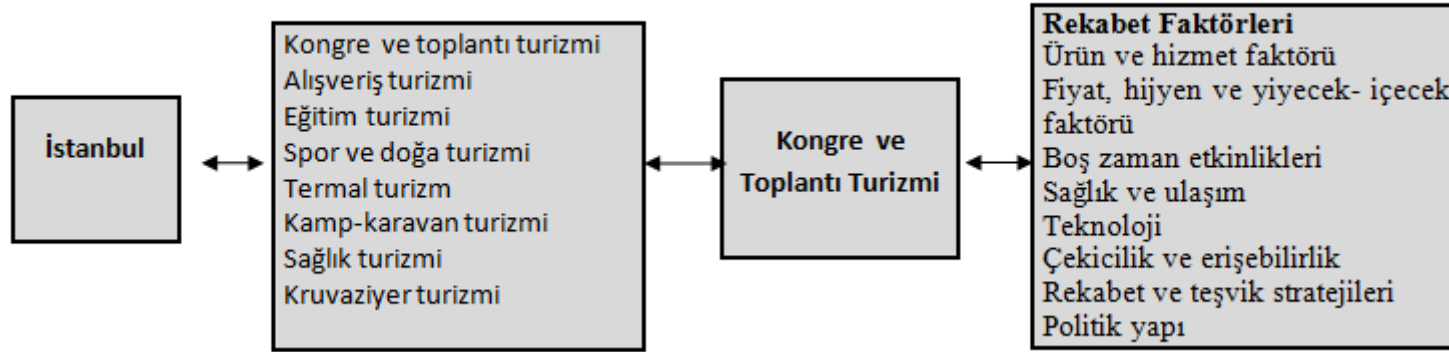 İstanbul
Kongre ve toplantı turizmi
Alışveriş turizmi
Eğitim turizmi
Spor ve doğa turizmi
Termal turizm
Kamp-karavan turizmi
Sağlık turizmi
Kruvaziyer turizmi
Kongre ve
Toplantı Turizmi
Rekabet Faktörleri
Ürün ve hizmet faktörü
Fiyat, hijyen ve yiyecek- içecek
faktörü
Boş zaman etkinlikleri
Sağlık ve ulaşım
Teknoloji
Çekicilik ve erişebilirlik
Rekabet ve teşvik stratejileri
Politik yapı